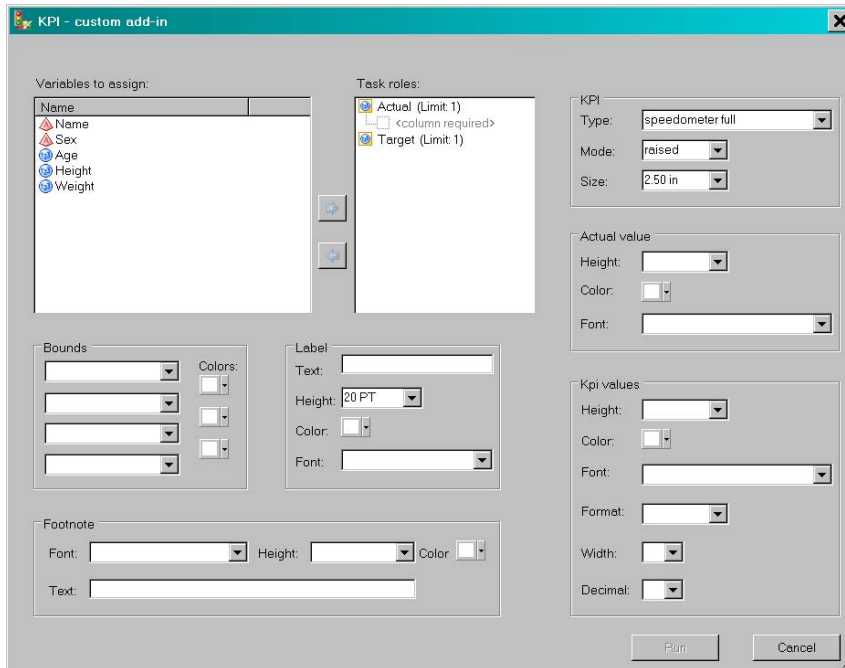 KPI - custom add-in
Variables to assign:
Name
Name
Sex
Age
Height
Weight
Task roles:
Actual (Limit: 1)
<column required>
Target (Limit: 1)
KPI
Type: speedometer full
Mode: raised
Size: 2.50 in
Actual value
Height:
Color:
Font:
Bounds
Colors:
Label
Text:
Height: 20 PT
Color:
Font:
Kpi values
Height:
Color:
Font:
Format:
Width:
Decimal:
Footnote
Font: Height: Color
Text:
Run Cancel